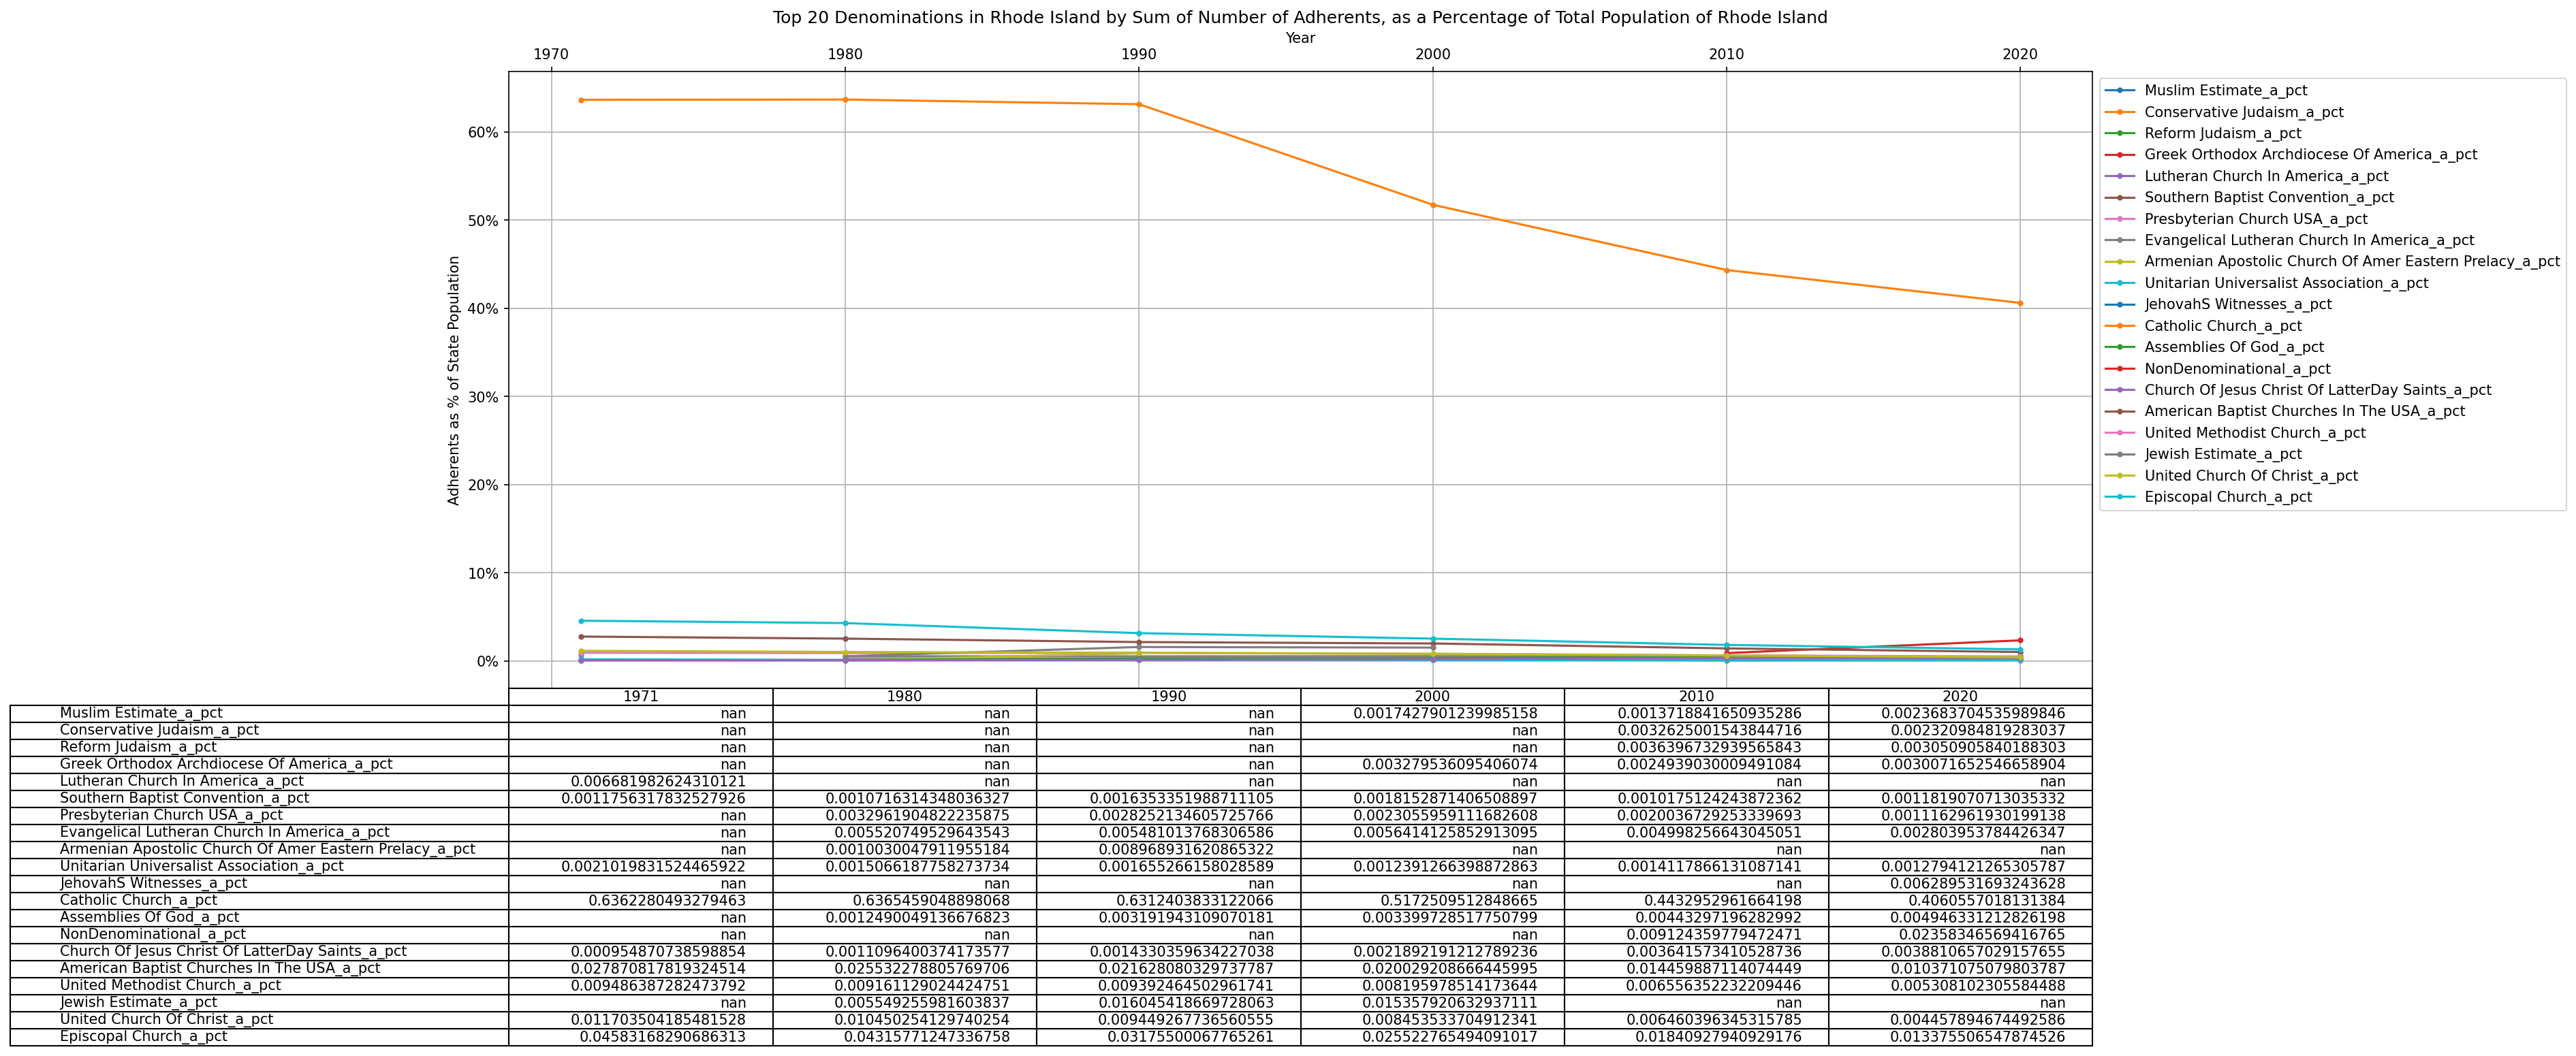 Top 20 Denominations in Rhode Island by Sum of Number of Adherents, as a Percentage of Total Population of Rhode Island
Year
1970 1980 1990 2000 2010 2020
Adherents as % of State Population
60%
50%
40%
30%
20%
10%
0%
Muslim Estimate_a_pct
Conservative Judaism_a_pct
Reform Judaism_a_pct
Greek Orthodox Archdiocese Of America_a_pct
Lutheran Church In America_a_pct
Southern Baptist Convention_a_pct
Presbyterian Church USA_a_pct
Evangelical Lutheran Church In America_a_pct
Armenian Apostolic Church Of Amer Eastern Prelacy_a_pct
Unitarian Universalist Association_a_pct
JehovahS Witnesses_a_pct
Catholic Church_a_pct
Assemblies Of God_a_pct
NonDenominational_a_pct
Church Of Jesus Christ Of LatterDay Saints_a_pct
American Baptist Churches In The USA_a_pct
United Methodist Church_a_pct
Jewish Estimate_a_pct
United Church Of Christ_a_pct
Episcopal Church_a_pct
1971 1980 1990 2000 2010 2020
Muslim Estimate_a_pct nan nan nan 0.0017427901239985158 0.0013718841650935286 0.0023683704535989846
Conservative Judaism_a_pct nan nan nan nan 0.0032625001543844716 0.002320984819283037
Reform Judaism_a_pct nan nan nan nan 0.0036396732939565843 0.003050905840188303
Greek Orthodox Archdiocese Of America_a_pct nan nan nan 0.003279536095406074 0.0024939030009491084 0.0030071652546658904
Lutheran Church In America_a_pct 0.006681982624310121 nan nan nan nan nan
Southern Baptist Convention_a_pct 0.0011756317832527926 0.0010716314348036327 0.0016353351988711105 0.0018152871406508897 0.0010175124243872362 0.0011819070713035332
Presbyterian Church USA_a_pct nan 0.0032961904822235875 0.0028252134605725766 0.0023055959111682608 0.0020036729253339693 0.0011162961930199138
Evangelical Lutheran Church In America_a_pct nan 0.005520749529643543 0.005481013768306586 0.0056414125852913095 0.004998256643045051 0.002803953784426347
Armenian Apostolic Church Of Amer Eastern Prelacy_a_pct nan 0.0010030047911955184 0.008968931620865322 nan nan nan
Unitarian Universalist Association_a_pct 0.0021019831524465922 0.0015066187758273734 0.001655266158028589 0.0012391266398872863 0.0014117866131087141 0.0012794121265305787
JehovahS Witnesses_a_pct nan nan nan nan nan 0.006289531693243628
Catholic Church_a_pct 0.6362280493279463 0.6365459048898068 0.6312403833122066 0.5172509512848665 0.4432952961664198 0.4060557018131384
Assemblies Of God_a_pct nan 0.0012490049136676823 0.003191943109070181 0.003399728517750799 0.00443297196282992 0.004946331212826198
NonDenominational_a_pct nan nan nan nan 0.009124359779472471 0.02358346569416765
Church Of Jesus Christ Of LatterDay Saints_a_pct 0.000954870738598854 0.0011096400374173577 0.0014330359634227038 0.0021892191212789236 0.003641573410528736 0.0038810657029157655
American Baptist Churches In The USA_a_pct 0.027870817819324514 0.025532278805769706 0.021628080329737787 0.020029208666445995 0.014459887114074449 0.010371075079803787
United Methodist Church_a_pct 0.009486387282473792 0.009161129024424751 0.009392464502961741 0.008195978514173644 0.006556352232209446 0.005308102305584488
Jewish Estimate_a_pct nan 0.005549255981603837 0.016045418669728063 0.015357920632937111 nan nan
United Church Of Christ_a_pct 0.011703504185481528 0.010450254129740254 0.009449267736560555 0.008453533704912341 0.006460396345315785 0.004457894674492586
Episcopal Church_a_pct 0.04583168290686313 0.04315771247336758 0.03175500067765261 0.025522765494091017 0.01840927940929176 0.013375506547874526